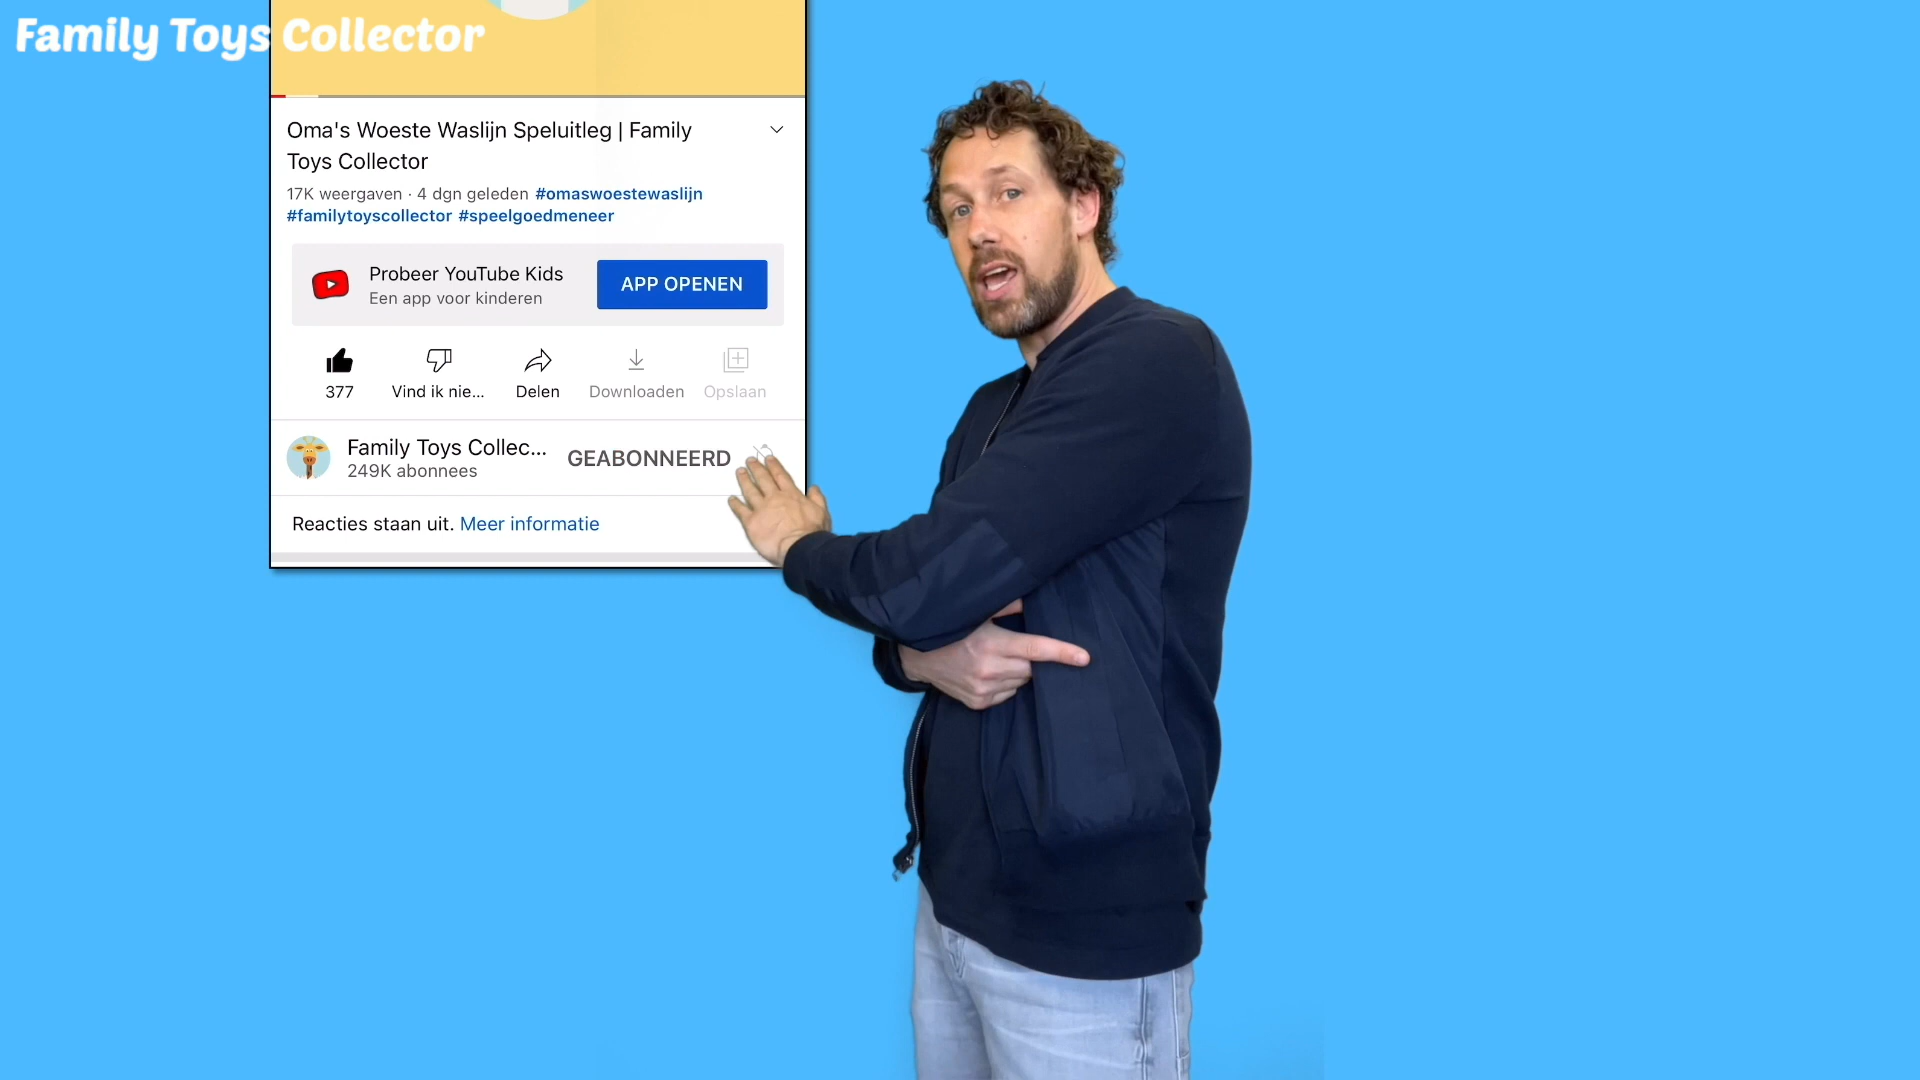 Family Toys Collector
Oma's Woeste Waslijn Speluitleg | Family
Toys Collector
17K weergaven · 4 dgn geleden #omaswoestewaslijn
#familytoyscollector #speelgoedmeneer
Probeer YouTube Kids
Een app voor kinderen
APP OPENEN
377
Vind ik nie...
Delen
Downloaden
Opslaan
Family Toys Collec...
249K abonnees
GEABONNEERD
Reacties staan uit. Meer informatie